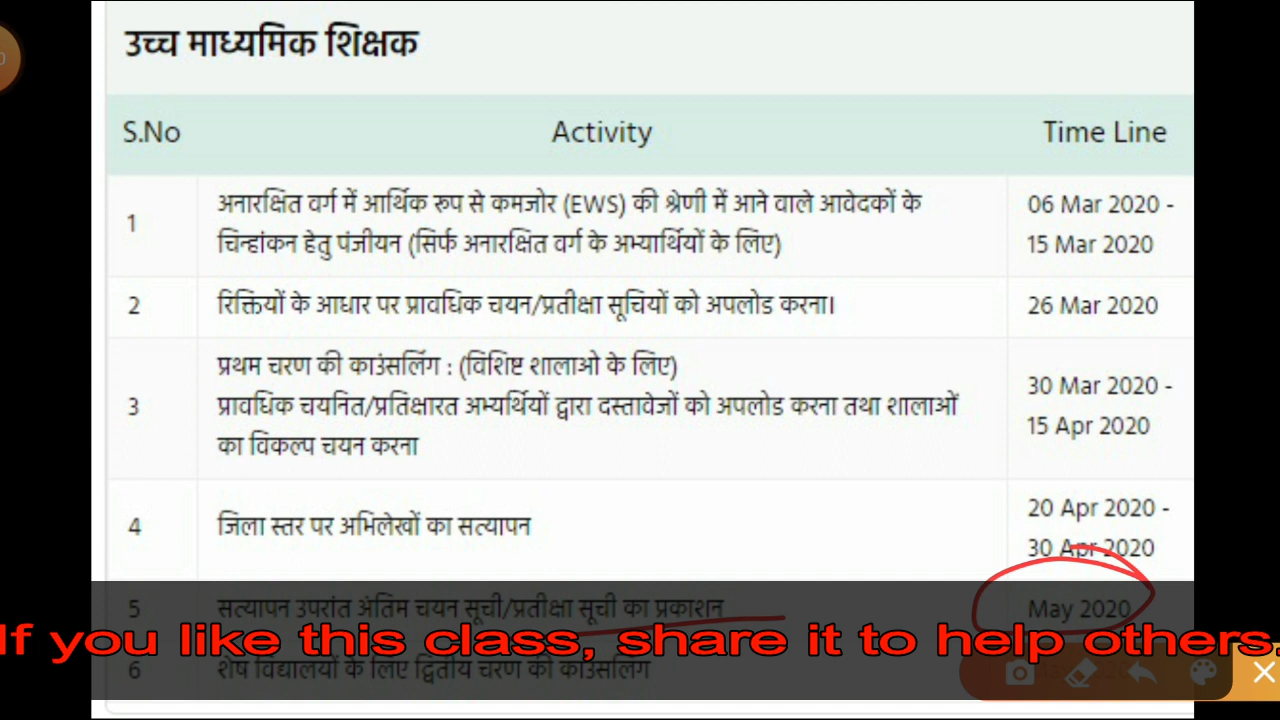 उच्च माध्यमिक शिक्षक
S.No Activity Time Line
1 अनारक्षित वर्ग में आर्थिक रूप से कमजोर (EWS) की श्रेणी में आने वाले आवेदकों के 06 Mar 2020 -
चिन्हांकन हेतु पंजीयन (सिर्फ अनारक्षित वर्ग के अभ्यार्थियों के लिए) 15 Mar 2020
2 रिक्तियों के आधार पर प्रावधिक चयन/प्रतीक्षा सूचियों को अपलोड करना। 26 Mar 2020
प्रथम चरण की काउंसलिंग : (विशिष्ट शालाओ के लिए)
3 प्रावधिक चयनित/प्रतिक्षारत अभ्यर्थियों द्वारा दस्तावेजों को अपलोड करना तथा शालाओं 30 Mar 2020 -
का विकल्प चयन करना 15 Apr 2020
4 जिला स्तर पर अभिलेखों का सत्यापन 20 Apr 2020 -
30 Apr 2020
5 सत्यापन उपरांत अंतिम चयन सूची/प्रतीक्षा सूची का प्रकाशन May 2020
If you like this class, share it to help others.
6 शेष विद्यालयों के लिए द्वितीय चरण की काउंसलिंग